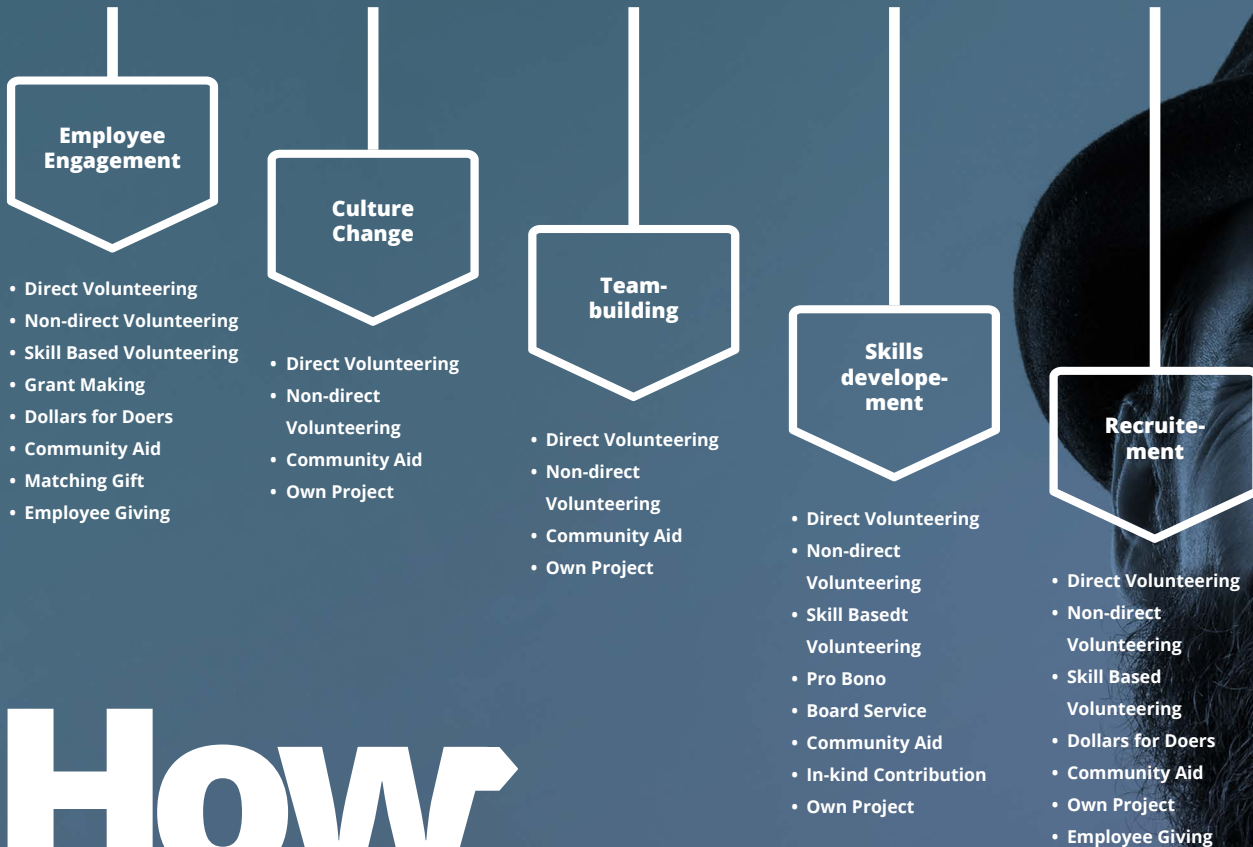 Employee
Engagement
• Direct Volunteering
• Non-direct Volunteering
• Skill Based Volunteering
• Grant Making
• Dollars for Doers
• Community Aid
• Matching Gift
• Employee Giving
Culture
Change
• Direct Volunteering
• Non-direct
Volunteering
• Community Aid
• Own Project
Team-
building
• Direct Volunteering
• Non-direct
Volunteering
• Community Aid
• Own Project
Skills
develope-
ment
• Direct Volunteering
• Non-direct
Volunteering
• Skill Basedt
Volunteering
• Pro Bono
• Board Service
• Community Aid
• In-kind Contribution
• Own Project
Recruite-
ment
• Direct Volunteering
• Non-direct
Volunteering
• Skill Based
Volunteering
• Dollars for Doers
• Community Aid
• Own Project
• Employee Giving
How